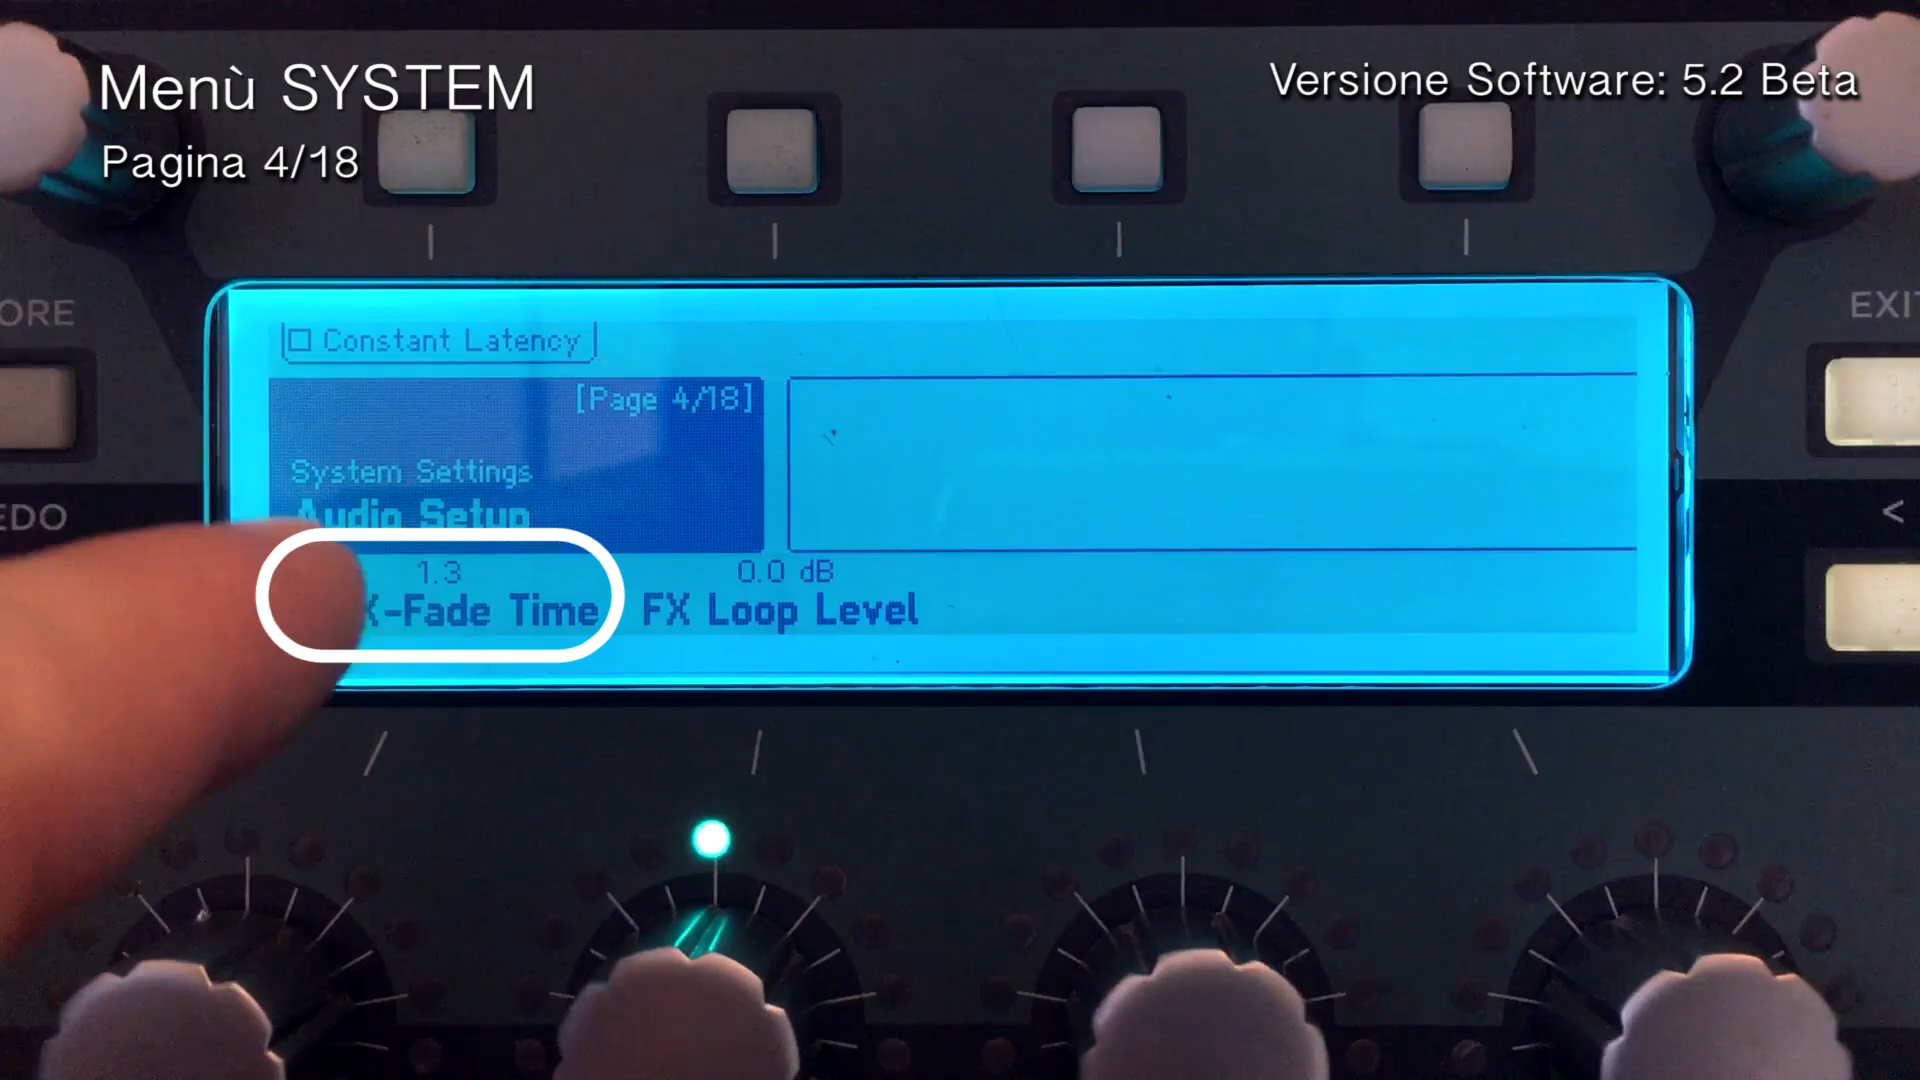 Menù SYSTEM
Versione Software: 5.2 Beta
Pagina 4/18
ORE
EXIT
Constant Latency
[Page 4/18]
System Settings
Audio Setup
EDO
<
1.3
0.0 dB
X-Fade Time
FX Loop Level